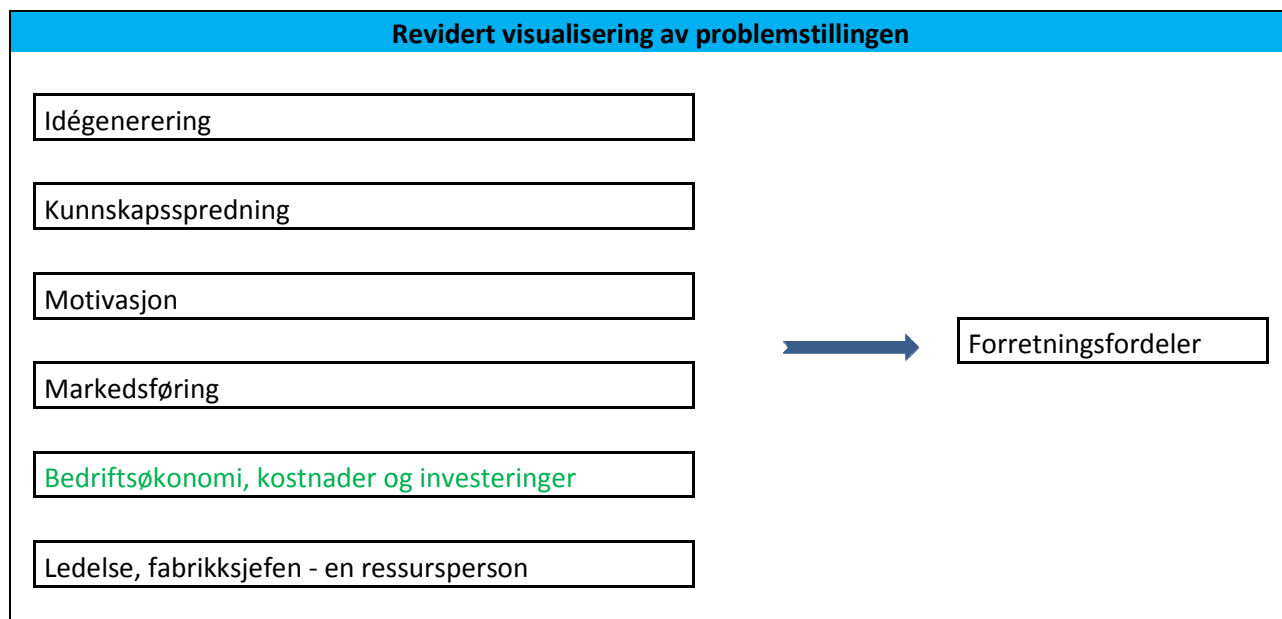 Revidert visualisering av problemstillingen
Idégenerering
Kunnskapsspredning
Motivasjon
Forretningsfordeler
Markedsføring
Bedriftsøkonomi, kostnader og investeringer
Ledelse, fabrikksjefen - en ressursperson